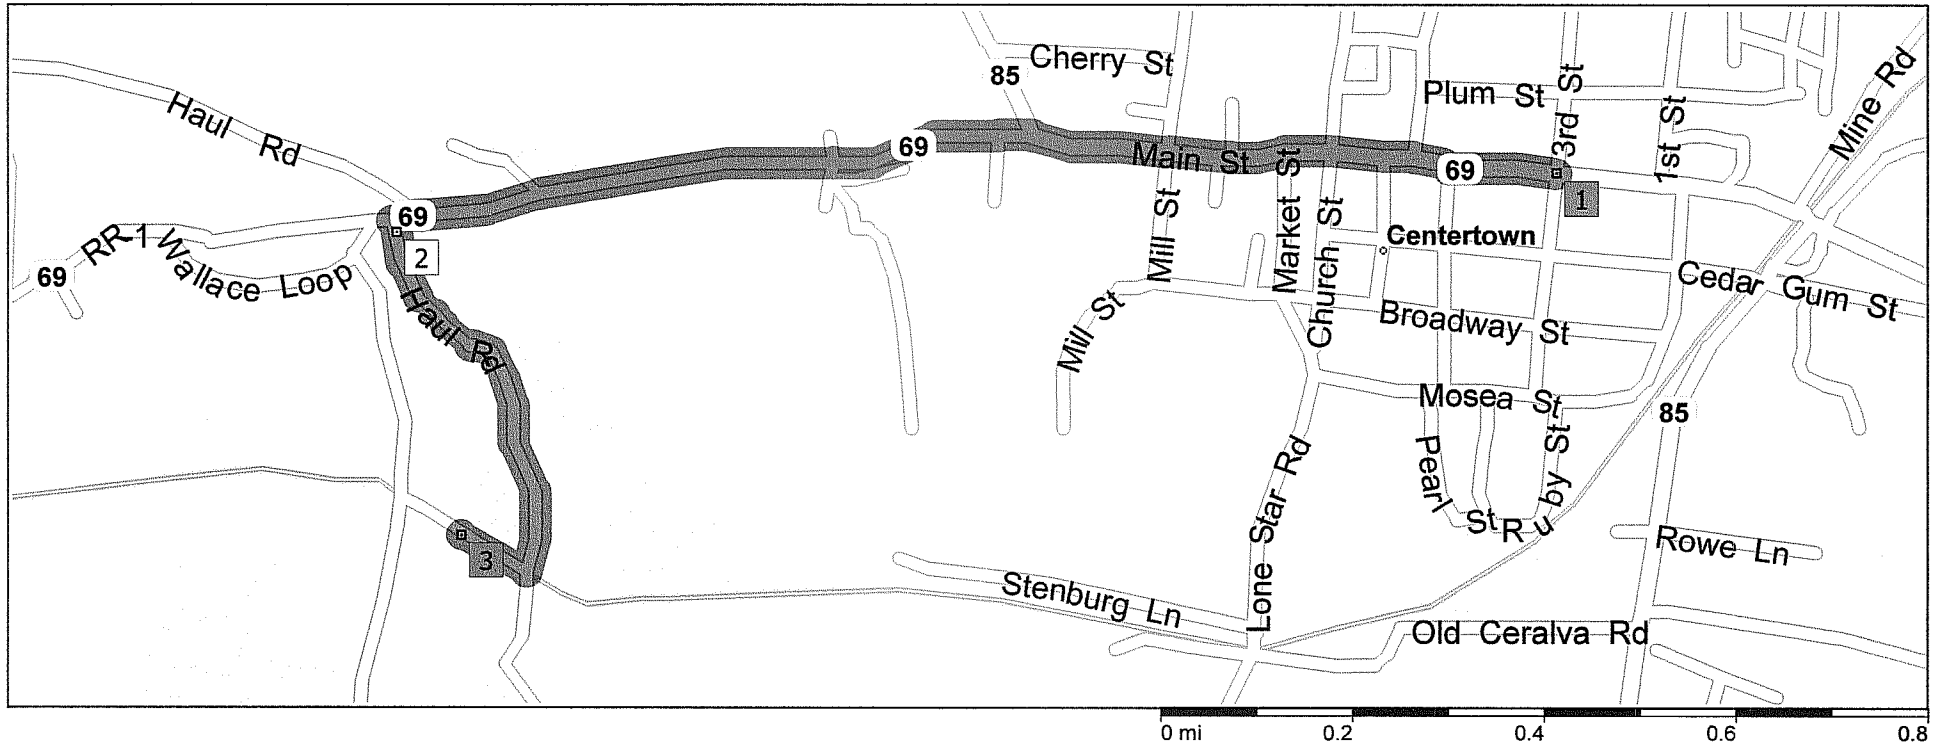 Cherry St
85
Plum St
3rd St
1st St
Mine Rd
Haul Rd
69
Main St
69
1
69
2
RR-1
Wallace Loop
69
Mill St
Market St
Church St
Centertown
Cedar Gum St
Mill St
Broadway St
Haul Rd
Mosea St
85
Pearl St
Ruby St
Lone Star Rd
3
Rowe Ln
Stenburg Ln
Old Ceralva Rd
0 mi 0.2 0.4 0.6 0.8